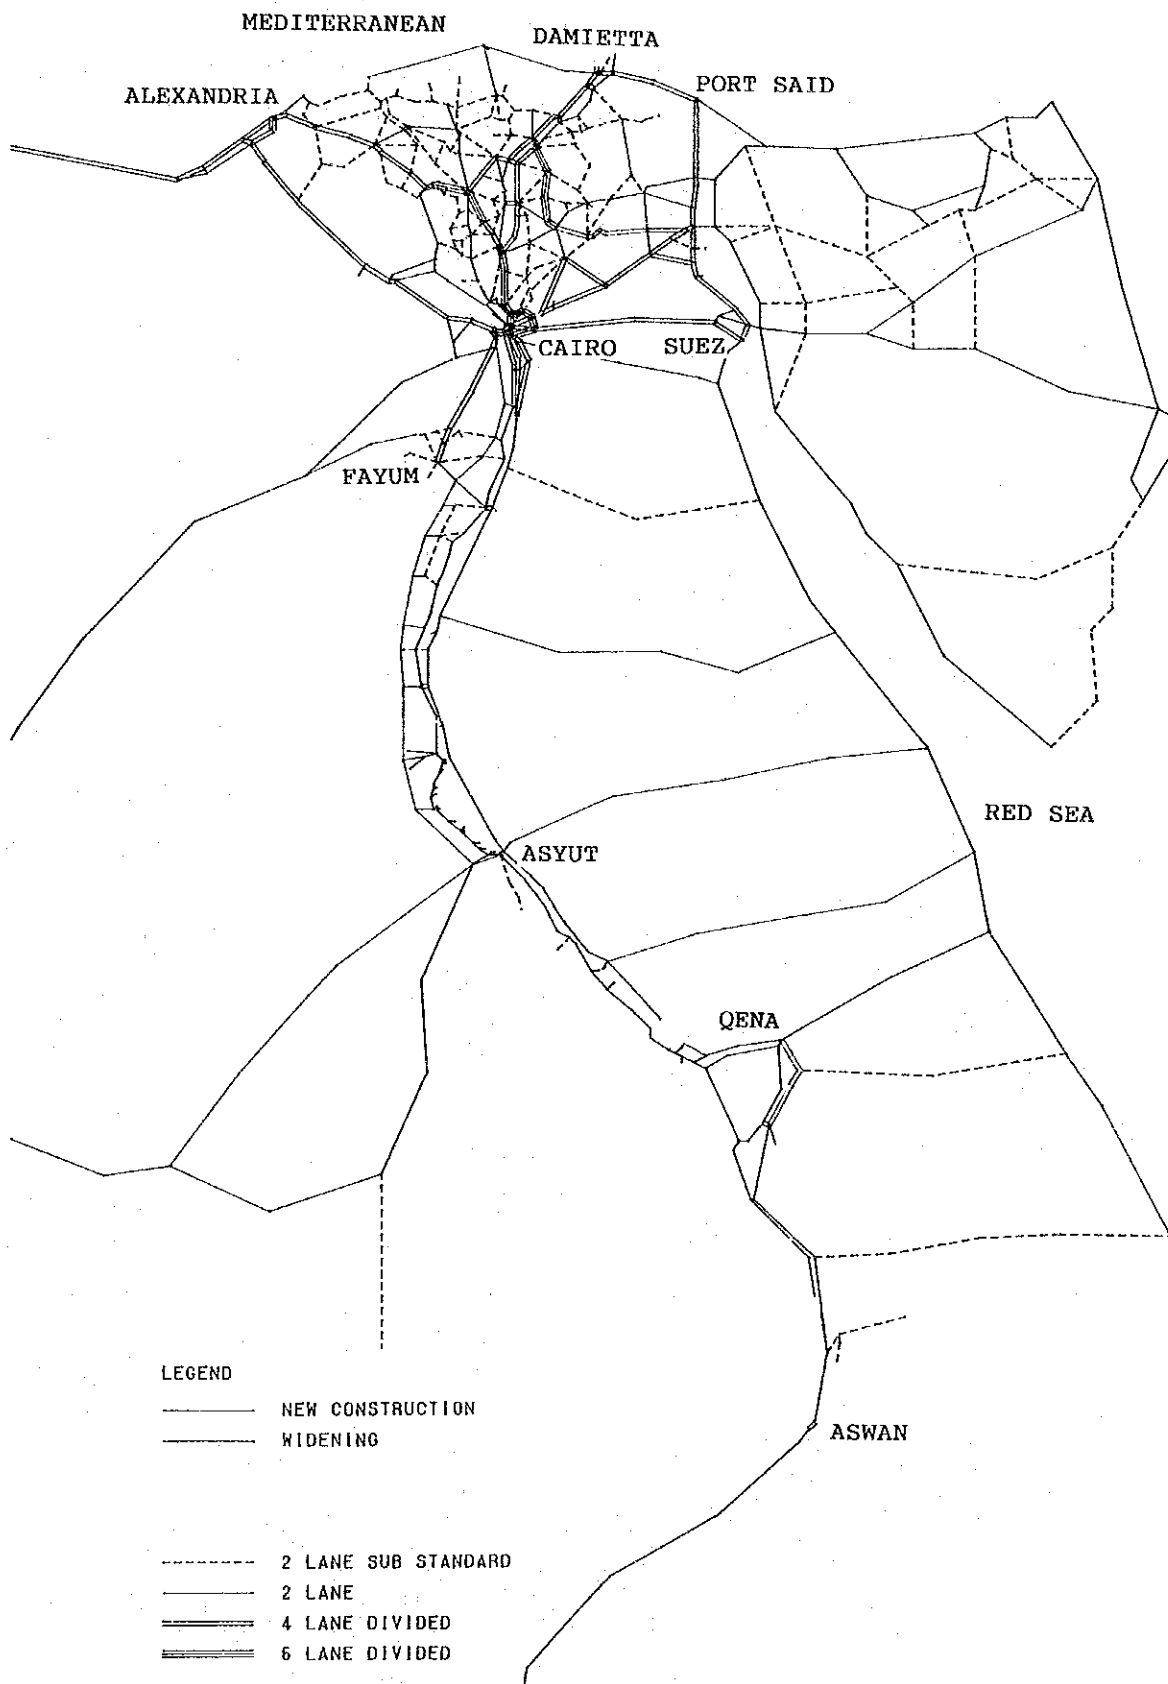 MEDITERRANEAN
DAMIETTA
ALEXANDRIA
PORT SAID
CAIRO
SUEZ
FAYUM
RED SEA
ASYUT
QENA
ASWAN
LEGEND
NEW CONSTRUCTION
WIDENING
2 LANE SUB STANDARD
2 LANE
4 LANE DIVIDED
6 LANE DIVIDED